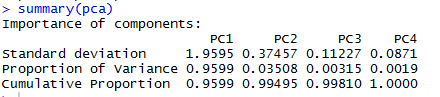 > summary(pca)
Importance of components:
                          PC1     PC2     PC3    PC4
Standard deviation     1.9595 0.37457 0.11227 0.0871
Proportion of Variance 0.9599 0.03508 0.00315 0.0019
Cumulative Proportion  0.9599 0.99495 0.99810 1.0000